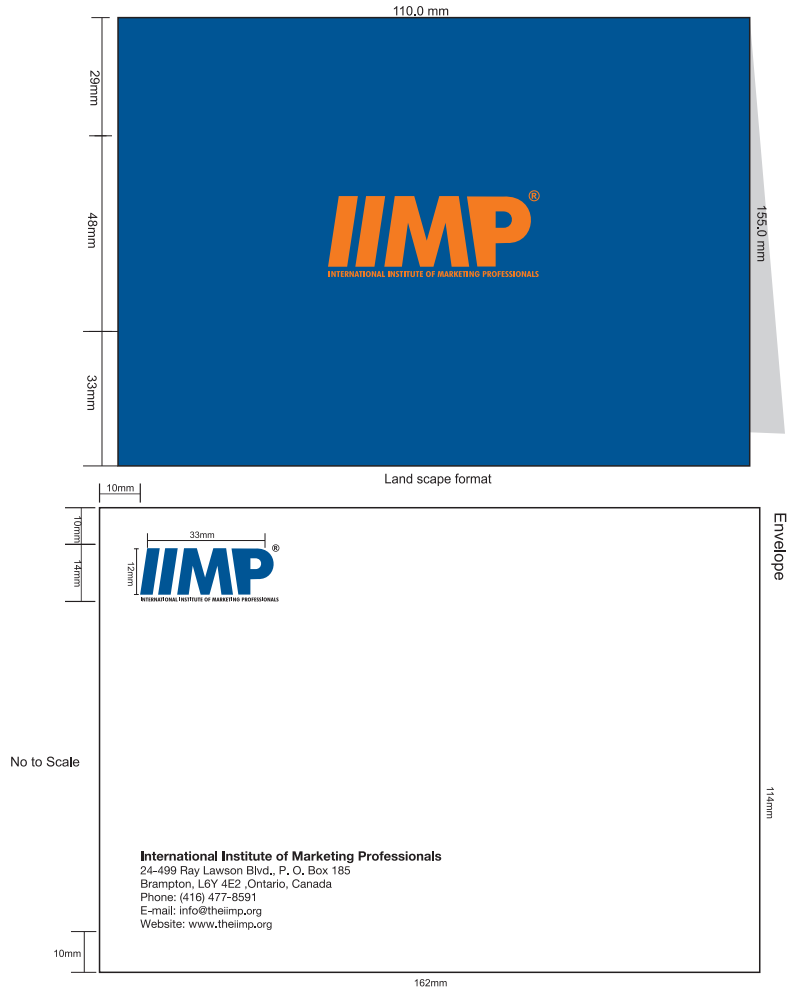 110.0 mm
29mm
48mm
33mm
155.0 mm
IIMP®
INTERNATIONAL INSTITUTE OF MARKETING PROFESSIONALS
Land scape format
10mm
10mm
14mm
33mm
12mm
IIMP®
INTERNATIONAL INSTITUTE OF MARKETING PROFESSIONALS
Envelope
No to Scale
114mm
International Institute of Marketing Professionals
24-499 Ray Lawson Blvd., P. O. Box 185
Brampton, L6Y 4E2 ,Ontario, Canada
Phone: (416) 477-8591
E-mail: info@theiimp.org
Website: www.theiimp.org
10mm
162mm